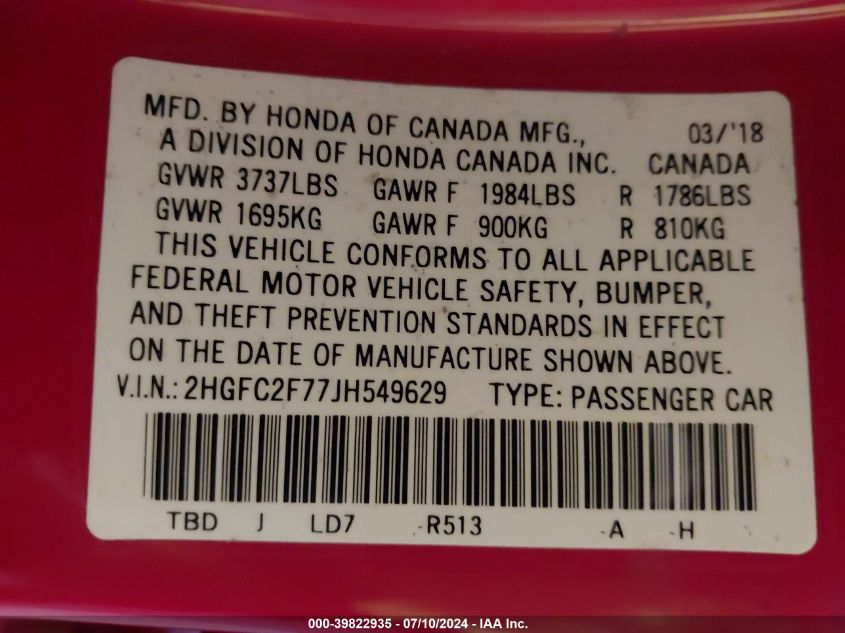 MFD. BY HONDA OF CANADA MFG., 03/'18
A DIVISION OF HONDA CANADA INC. CANADA
GVWR 3737LBS GAWR F 1984LBS R 1786LBS
GVWR 1695KG GAWR F 900KG R 810KG
THIS VEHICLE CONFORMS TO ALL APPLICABLE
FEDERAL MOTOR VEHICLE SAFETY, BUMPER,
AND THEFT PREVENTION STANDARDS IN EFFECT
ON THE DATE OF MANUFACTURE SHOWN ABOVE.
V.I.N.: 2HGFC2F77JH549629 TYPE: PASSENGER CAR
TBD J LD7 -R513 -A -H
000-39822935 - 07/10/2024 - IAA Inc.